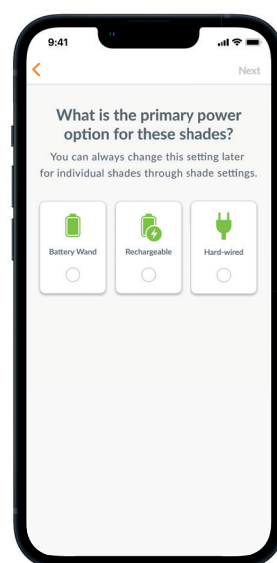 9:41
Next
What is the primary power
option for these shades?
You can always change this setting later
for individual shades through shade settings.
Battery Wand
Rechargeable
Hard-wired